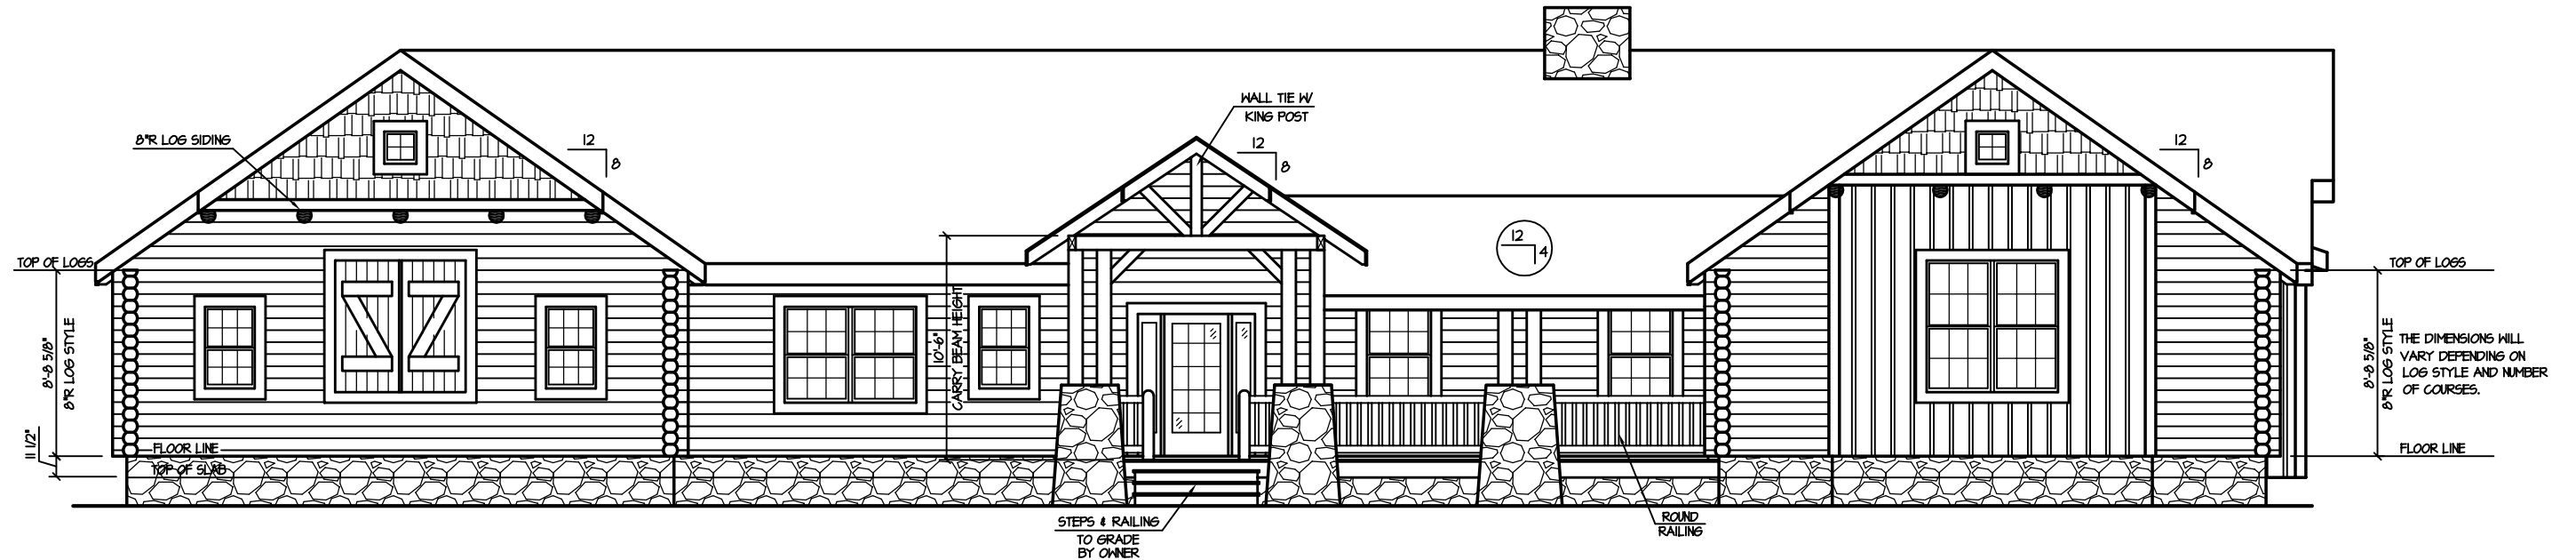 WALL TIE W/
KING POST
8"R LOG SIDING
12
8
12
8
12
8
12
4
TOP OF LOGS
TOP OF LOGS
8'-8 5/8"
8"R LOG STYLE
10'-6"
CARRY BEAM HEIGHT
8'-8 5/8"
8"R LOG STYLE
THE DIMENSIONS WILL
VARY DEPENDING ON
LOG STYLE AND NUMBER
OF COURSES.
11 1/2"
FLOOR LINE
TOP OF SLAB
FLOOR LINE
STEPS & RAILING
TO GRADE
BY OWNER
ROUND
RAILING